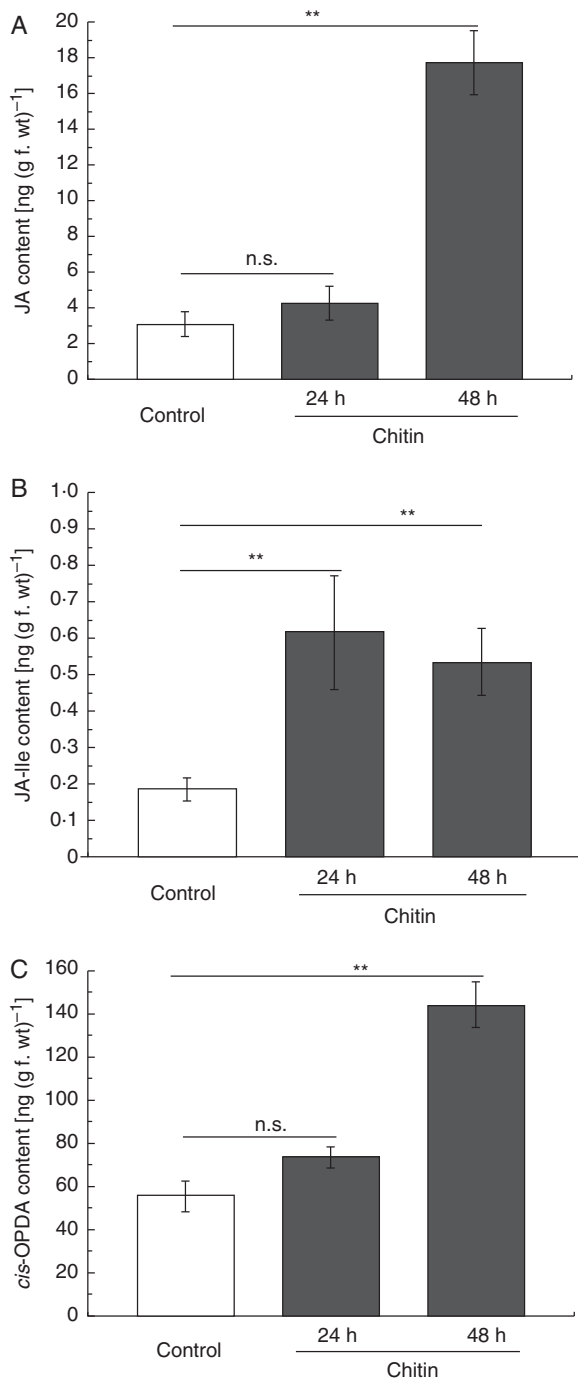 A
JA content [ng (g f. wt)−1]
20
18
16
14
12
10
8
6
4
2
0
**
n.s.
Control
24 h
48 h
Chitin
B
JA-Ile content [ng (g f. wt)−1]
1·0
0·9
0·8
0·7
0·6
0·5
0·4
0·3
0·2
0·1
0
**
**
Control
24 h
48 h
Chitin
C
cis-OPDA content [ng (g f. wt)−1]
160
140
120
100
80
60
40
20
0
**
n.s.
Control
24 h
48 h
Chitin